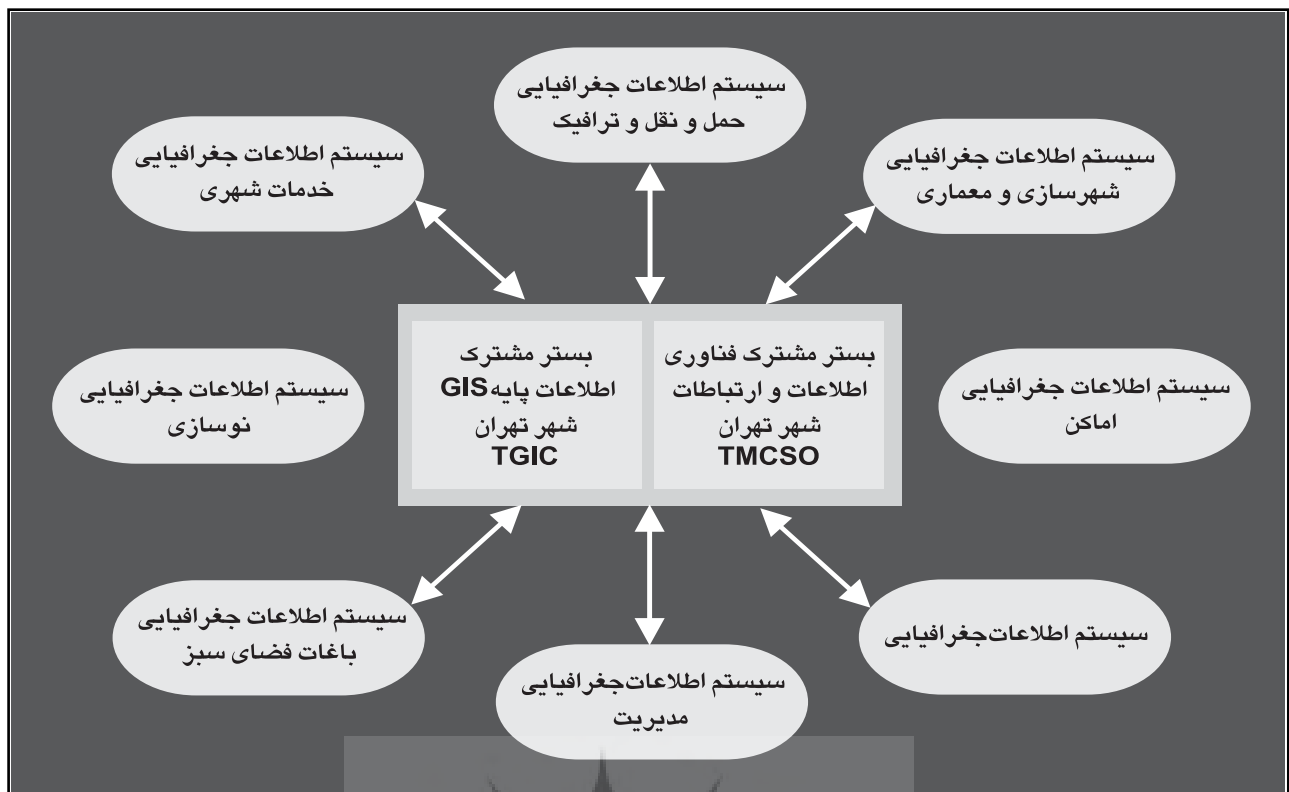 سیستم اطلاعات جغرافیایی
حمل و نقل و ترافیک
سیستم اطلاعات جغرافیایی
شهرسازی و معماری
سیستم اطلاعات جغرافیایی
خدمات شهری
بستر مشترک فناوری
اطلاعات و ارتباطات
شهر تهران
TMCSO
بستر مشترک
اطلاعات پایه GIS
شهر تهران
TGIC
سیستم اطلاعات جغرافیایی
اماکن
سیستم اطلاعات جغرافیایی
نوسازی
سیستم اطلاعات‌جغرافیایی
سیستم اطلاعات جغرافیایی
باغات فضای سبز
سیستم اطلاعات‌جغرافیایی
مدیریت